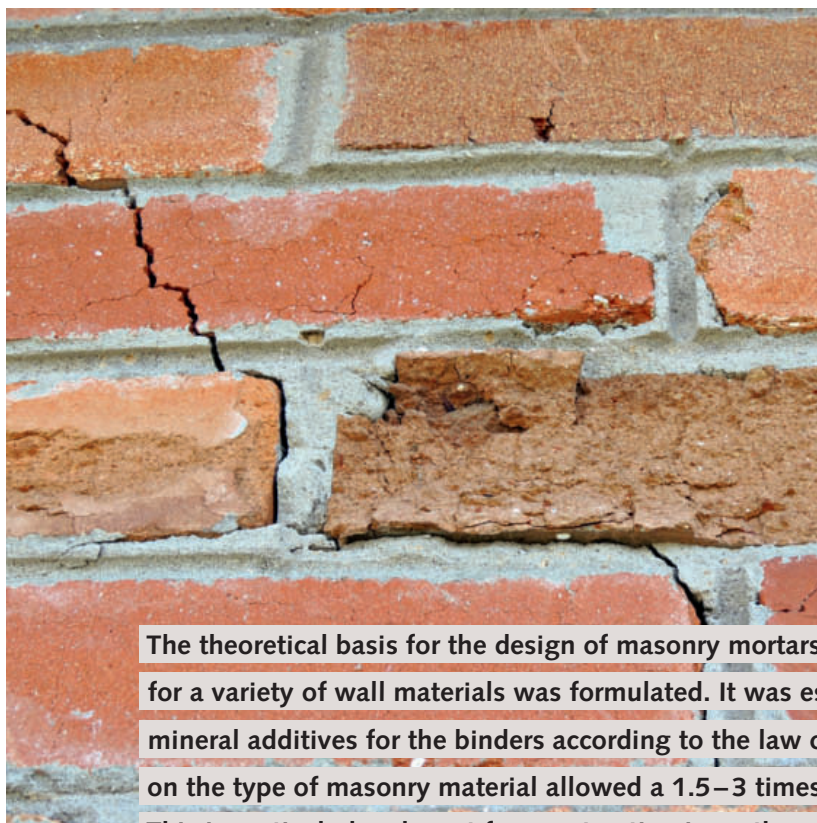 The theoretical basis for the design of masonry mortars
for a variety of wall materials was formulated. It was es
mineral additives for the binders according to the law o
on the type of masonry material allowed a 1.5–3 times